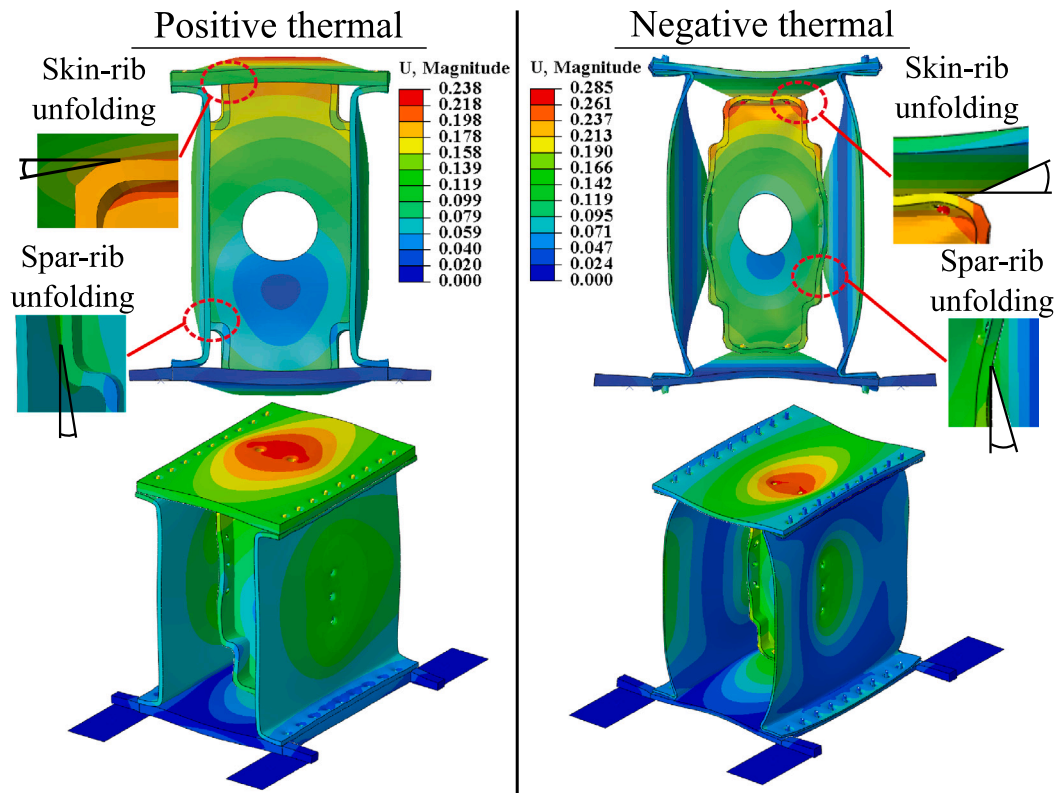 Positive thermal
Skin-rib
unfolding
U, Magnitude
0.238
0.218
0.198
0.178
0.158
0.139
0.119
0.099
0.079
0.059
0.040
0.020
0.000
Spar-rib
unfolding
Negative thermal
U, Magnitude
0.285
0.261
0.237
0.213
0.190
0.166
0.142
0.119
0.095
0.071
0.047
0.024
0.000
Skin-rib
unfolding
Spar-rib
unfolding